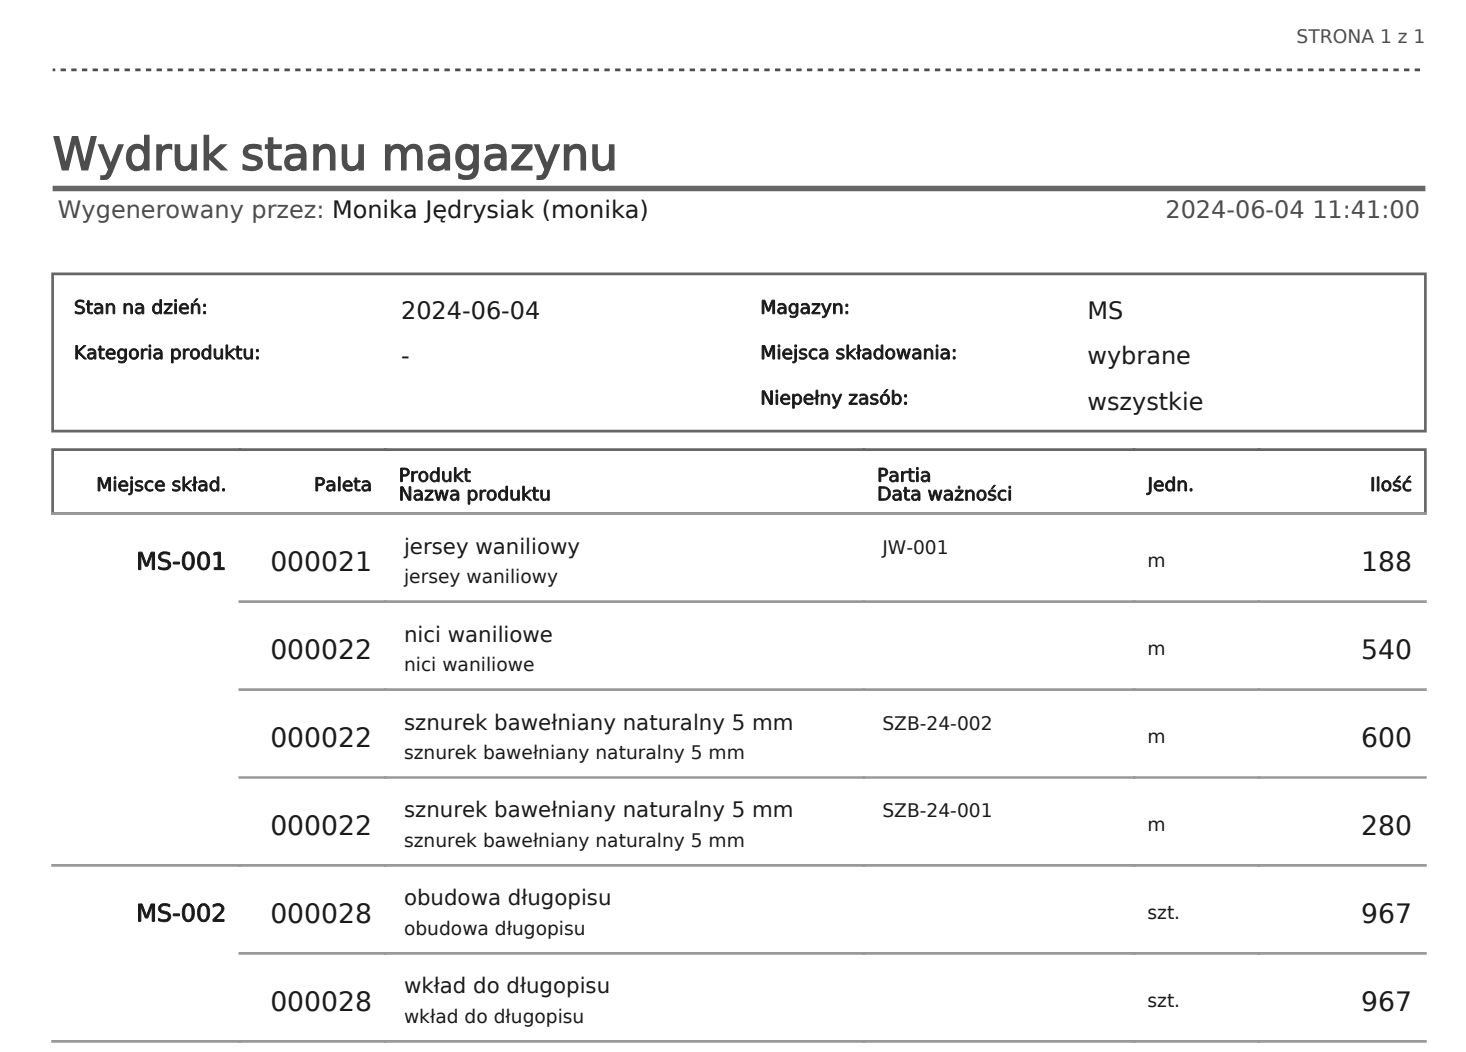 STRONA 1 z 1
Wydruk stanu magazynu
Wygenerowany przez: Monika Jędrysiak (monika) 2024-06-04 11:41:00
Stan na dzień: 2024-06-04 Magazyn: MS
Kategoria produktu: - Miejsca składowania: wybrane
Niepełny zasób: wszystkie
Miejsce skład. Paleta Produkt Partia Jedn. Ilość
Nazwa produktu Data ważności
MS-001 000021 jersey waniliowy JW-001 m 188
jersey waniliowy
000022 nici waniliowe m 540
nici waniliowe
000022 sznurek bawełniany naturalny 5 mm SZB-24-002 m 600
sznurek bawełniany naturalny 5 mm
000022 sznurek bawełniany naturalny 5 mm SZB-24-001 m 280
sznurek bawełniany naturalny 5 mm
MS-002 000028 obudowa długopisu szt. 967
obudowa długopisu
000028 wkład do długopisu szt. 967
wkład do długopisu